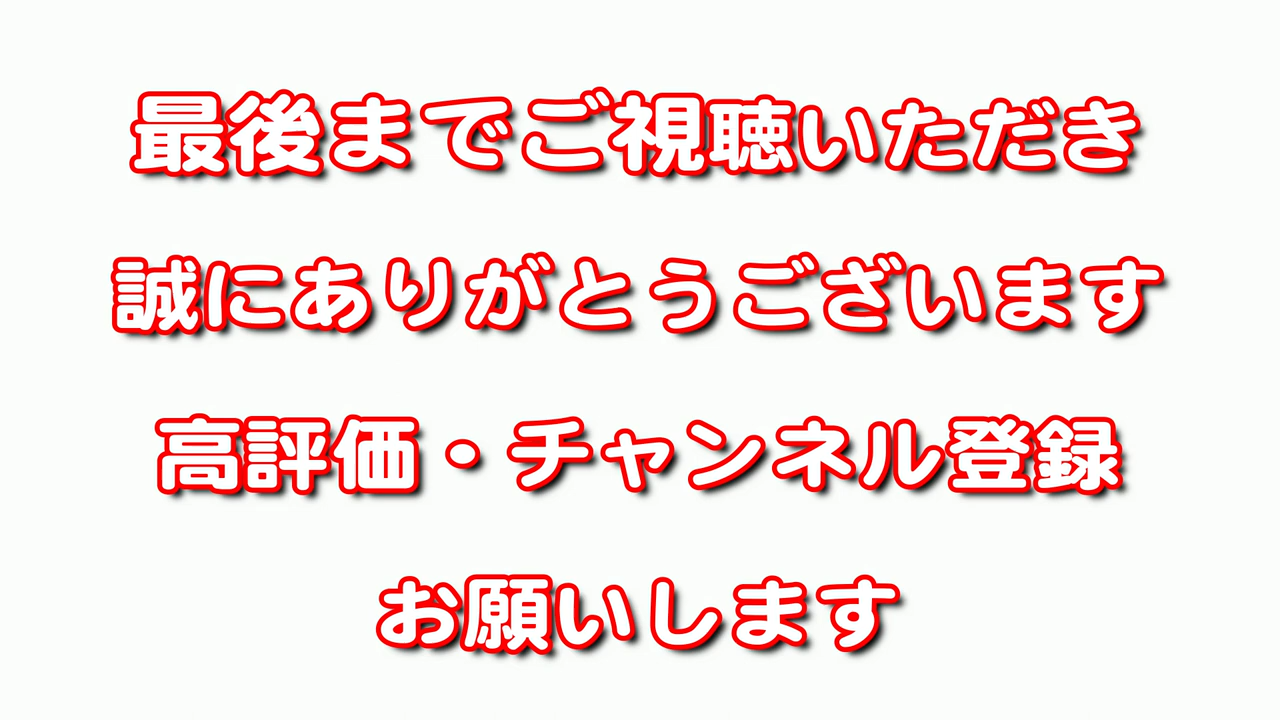 最後までご視聴いただき
誠にありがとうございます
高評価・チャンネル登録
お願いします